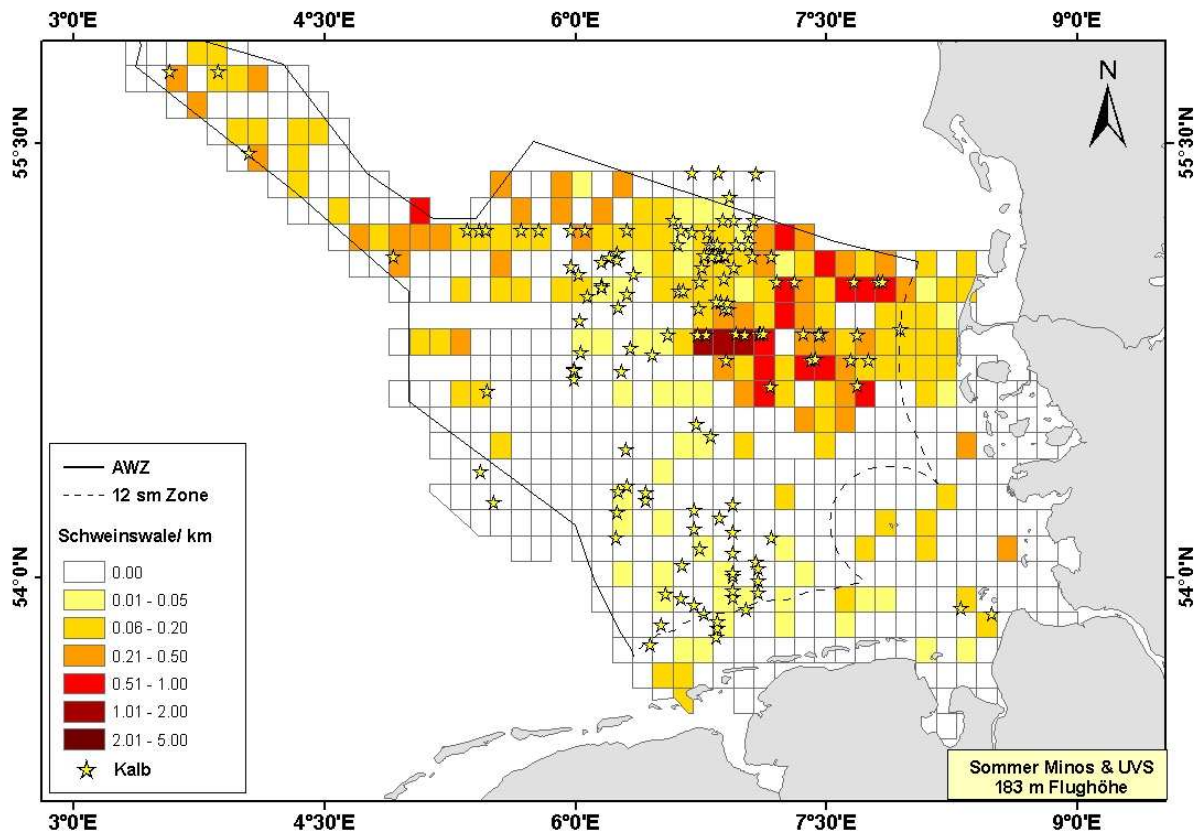 3°0'E 4°30'E 6°0'E 7°30'E 9°0'E
N
55°30'N 55°30'N
54°0'N 54°0'N
AWZ
12 sm Zone
Schweinswale/ km
0.00
0.01 - 0.05
0.06 - 0.20
0.21 - 0.50
0.51 - 1.00
1.01 - 2.00
2.01 - 5.00
Kalb
Sommer Minos & UVS
183 m Flughöhe
3°0'E 4°30'E 6°0'E 7°30'E 9°0'E